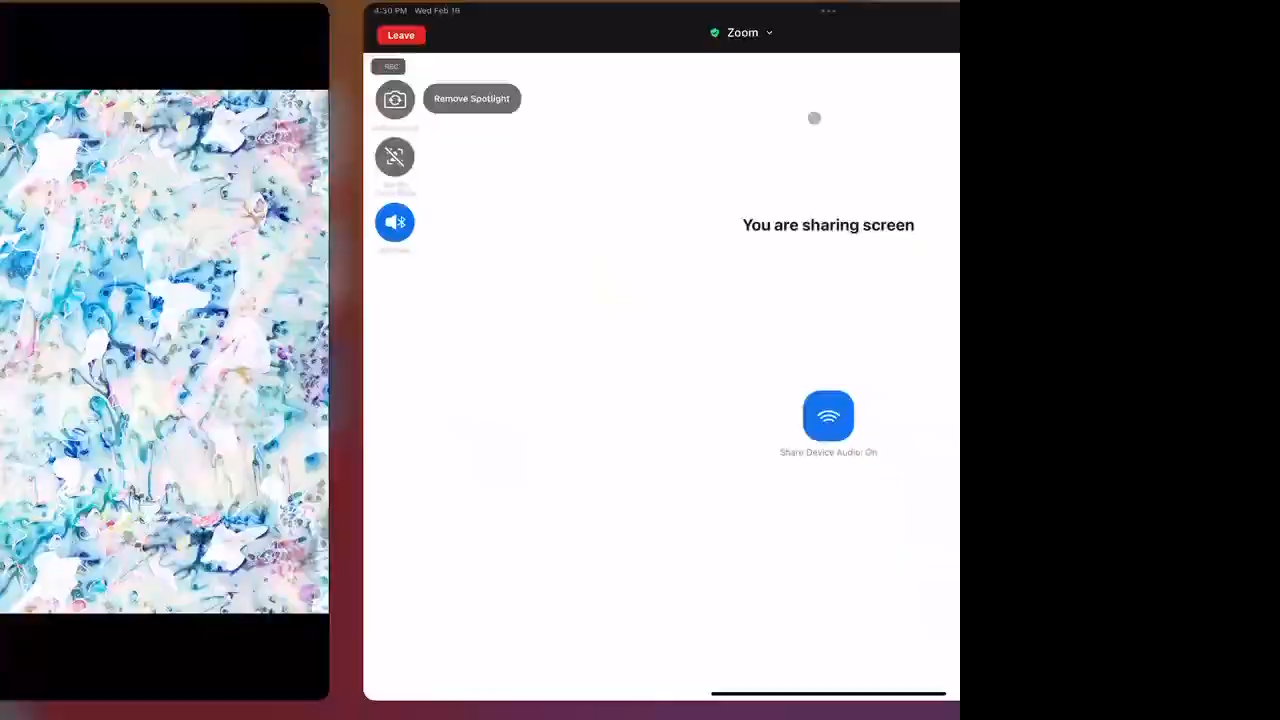 4:30 PM Wed Feb 16
Leave
Zoom
REC
Remove Spotlight
You are sharing screen
Share Device Audio: On